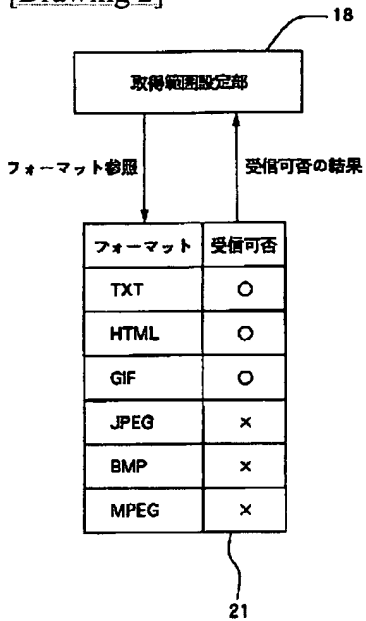 18
取得範囲設定部
フォーマット参照
受信可否の結果
フォーマット 受信可否
TXT ○
HTML ○
GIF ○
JPEG ×
BMP ×
MPEG ×
21